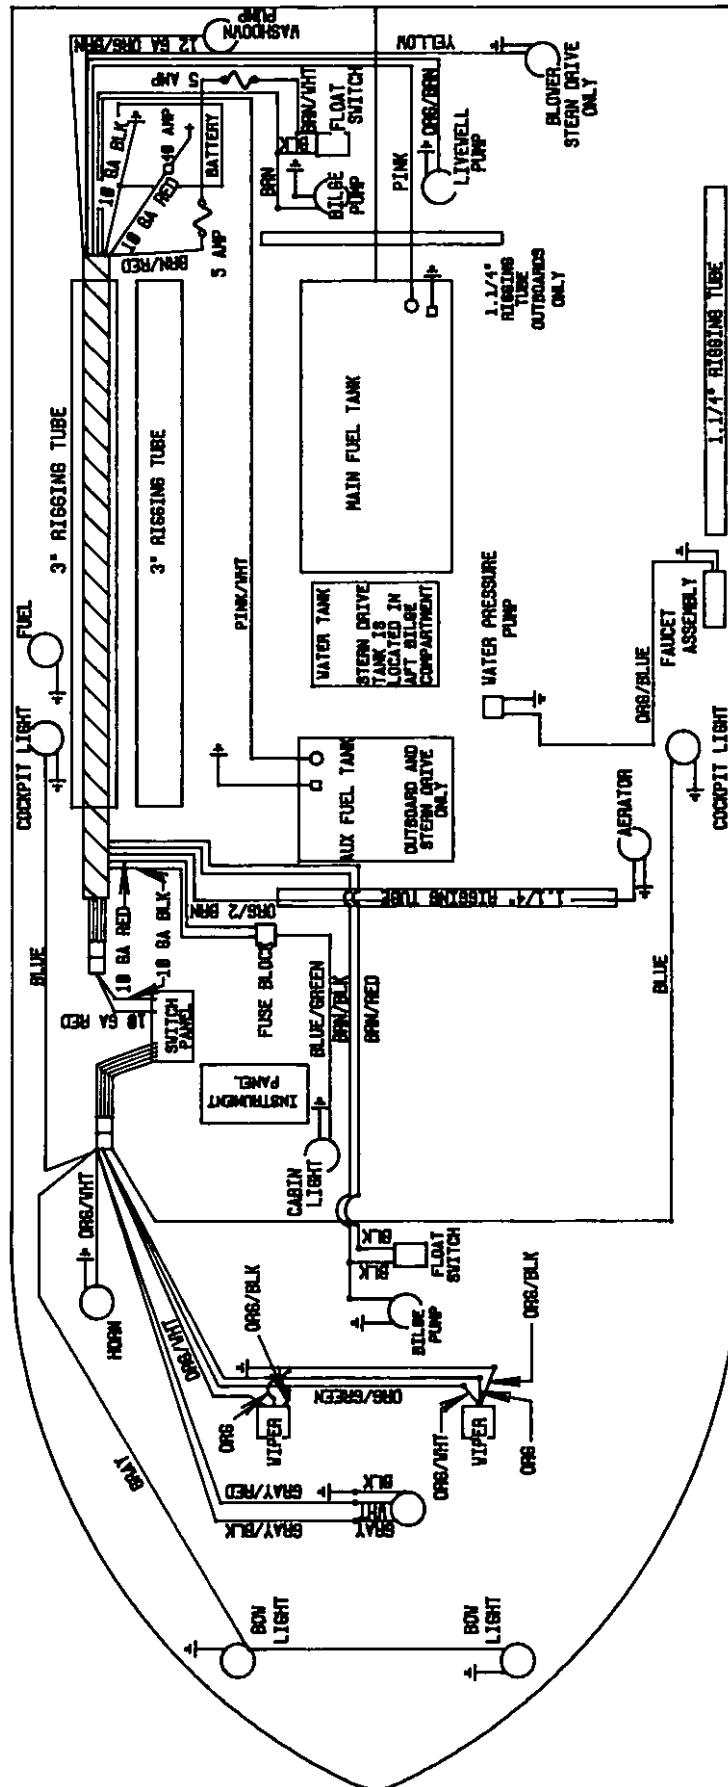 WASHDOWN
PUMP
12 GA ORG/BRN
YELLOW
BLOWER
STERN DRIVE
ONLY
5 AMP
BRN/WHT
FLOAT
SWITCH
BLK
ORG/BRN
LIVEWELL
PUMP
10 GA BLK
40 AMP
BATTERY
10 GA RED
BRN
BILGE
PUMP
PINK
BRN/RED
5 AMP
1.1/4"
RIGGING
TUBE
OUTBOARDS
ONLY
1.1/4" RIGGING TUBE
3" RIGGING TUBE
3" RIGGING TUBE
MAIN FUEL TANK
FUEL
PINK/WHT
WATER TANK
STERN DRIVE
TANK IS
LOCATED IN
AFT BILGE
COMPARTMENT
WATER PRESSURE
PUMP
FAUCET
ASSEMBLY
ORG/BLUE
COCKPIT LIGHT
AUX FUEL TANK
OUTBOARD AND
STERN DRIVE
ONLY
COCKPIT LIGHT
AERATOR
1.1/4" RIGGING TUBE
ORG/2 BRN
BLUE
10 GA RED
10 GA BLK
FUSE BLOCK
BLUE/GREEN
BRN/BLK
BRN/RED
BLUE
10 GA RED
SWITCH
PANEL
INSTRUMENT
PANEL
CABIN
LIGHT
ORG/WHT
HORN
BLK
BLK
FLOAT
SWITCH
BILGE
PUMP
ORG/WHT
ORG/BLK
ORG/BLK
ORG/GREEN
ORG
WIPER
ORG/WHT
WIPER
ORG
GRAY
GRAY/RED
GRAY/BLK
BLK
WHT
GRAY
BOW
LIGHT
BOW
LIGHT